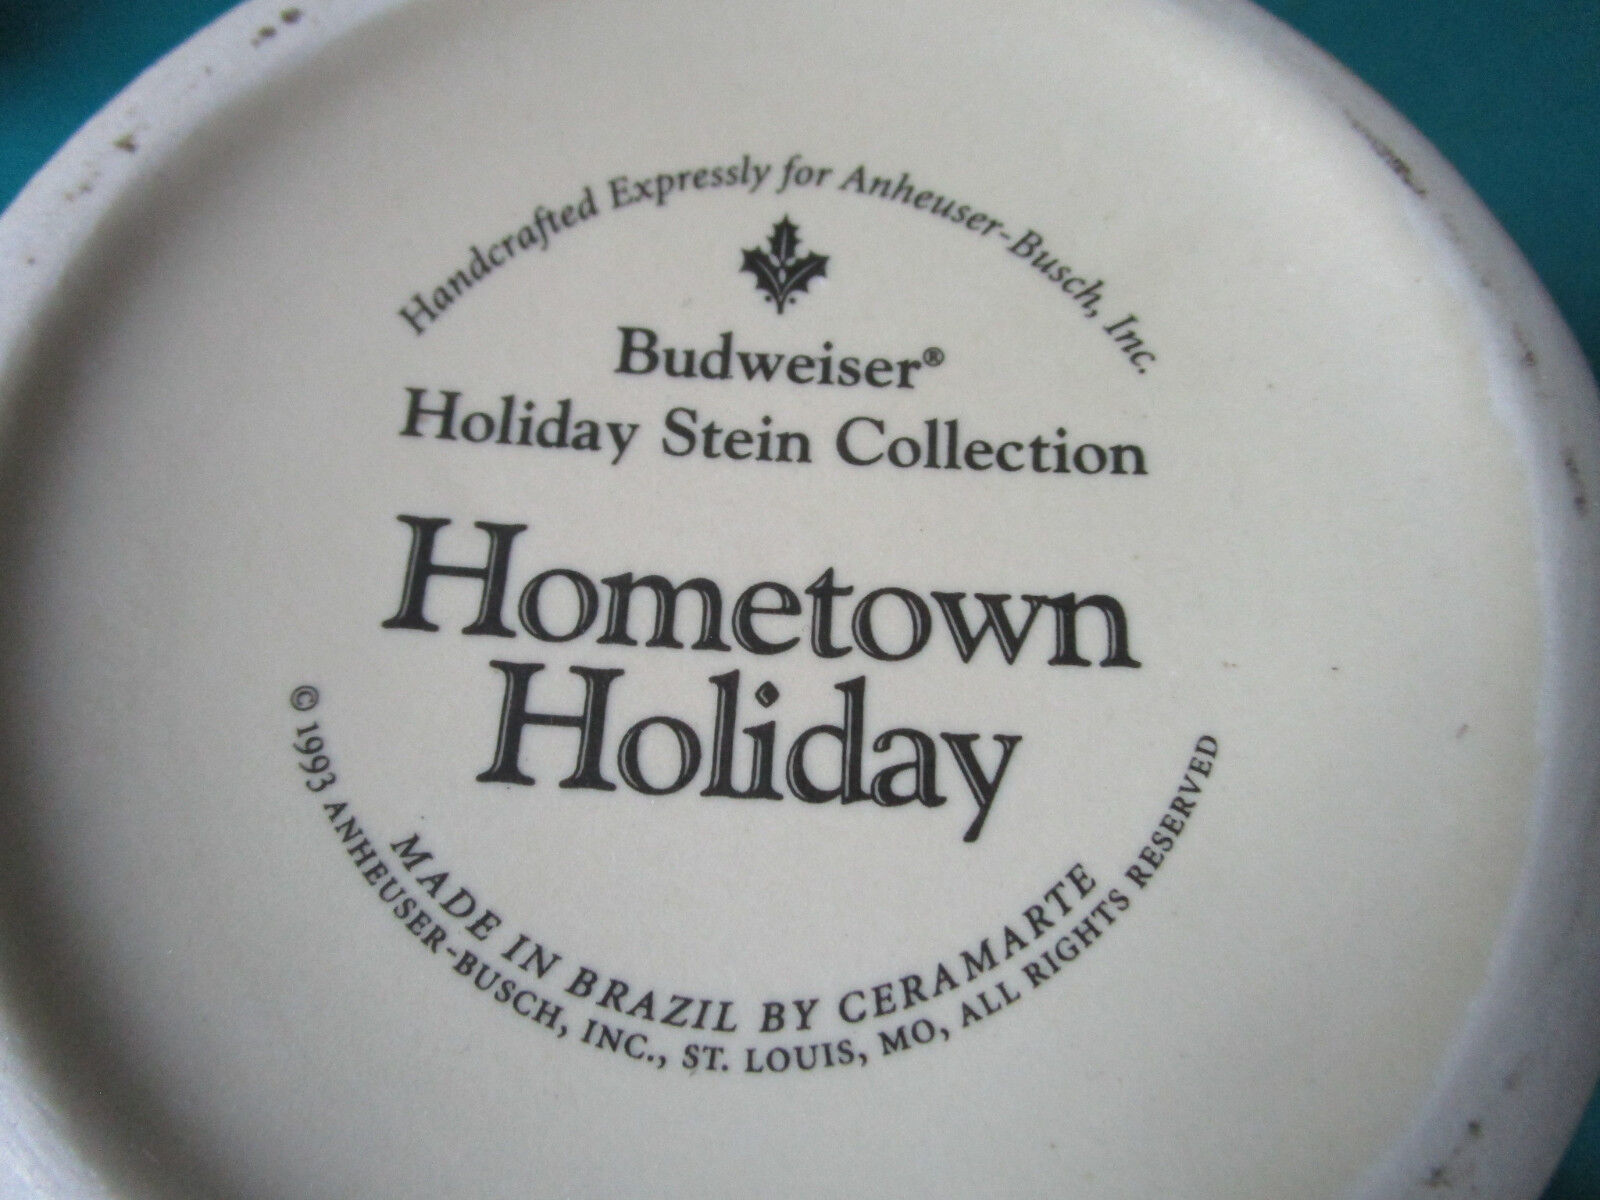 Handcrafted Expressly for Anheuser-Busch, Inc.
Budweiser®
Holiday Stein Collection
Hometown
Holiday
MADE IN BRAZIL BY CERAMARTE
© 1993 ANHEUSER-BUSCH, INC., ST. LOUIS, MO, ALL RIGHTS RESERVED